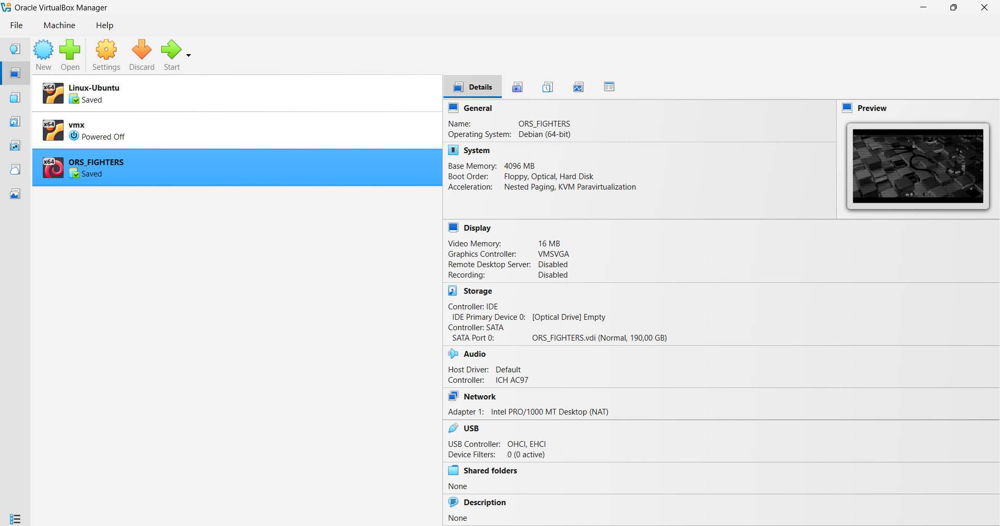 Oracle VirtualBox Manager
File Machine Help
New Open Settings Discard Start
x64 Linux-Ubuntu
Saved
x64 vmx
Powered Off
x64 ORS_FIGHTERS
Saved
Details
General
Name: ORS_FIGHTERS
Operating System: Debian (64-bit)
Preview
System
Base Memory: 4096 MB
Boot Order: Floppy, Optical, Hard Disk
Acceleration: Nested Paging, KVM Paravirtualization
Display
Video Memory: 16 MB
Graphics Controller: VMSVGA
Remote Desktop Server: Disabled
Recording: Disabled
Storage
Controller: IDE
IDE Primary Device 0: [Optical Drive] Empty
Controller: SATA
SATA Port 0: ORS_FIGHTERS.vdi (Normal, 190,00 GB)
Audio
Host Driver: Default
Controller: ICH AC97
Network
Adapter 1: Intel PRO/1000 MT Desktop (NAT)
USB
USB Controller: OHCI, EHCI
Device Filters: 0 (0 active)
Shared folders
None
Description
None